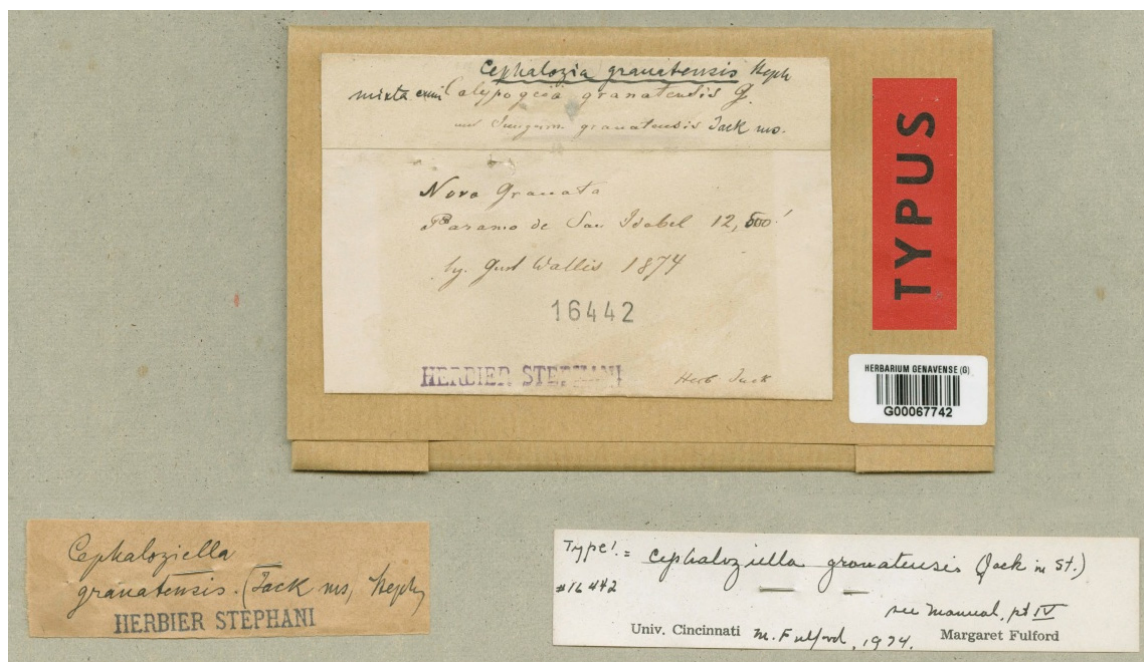 Cephalozia granatensis Steph
mixta cum Calypogeia granatensis G.
Jungerm granatensis Jack ms.
Nova Granata
Paramo de San Isabel 12,500'
lg. Gust Wallis 1874
16442
HERBIER STEPHANI
Herb Jack
TYPUS
HERBARIUM GENAVENSE (G)
G00067742
Cephaloziella
granatensis. (Jack ms, Steph
HERBIER STEPHANI
Type! = Cephaloziella granatensis (Jack in St.)
#16442
see Manual, pt IV
Univ. Cincinnati M. Fulford, 1974. Margaret Fulford